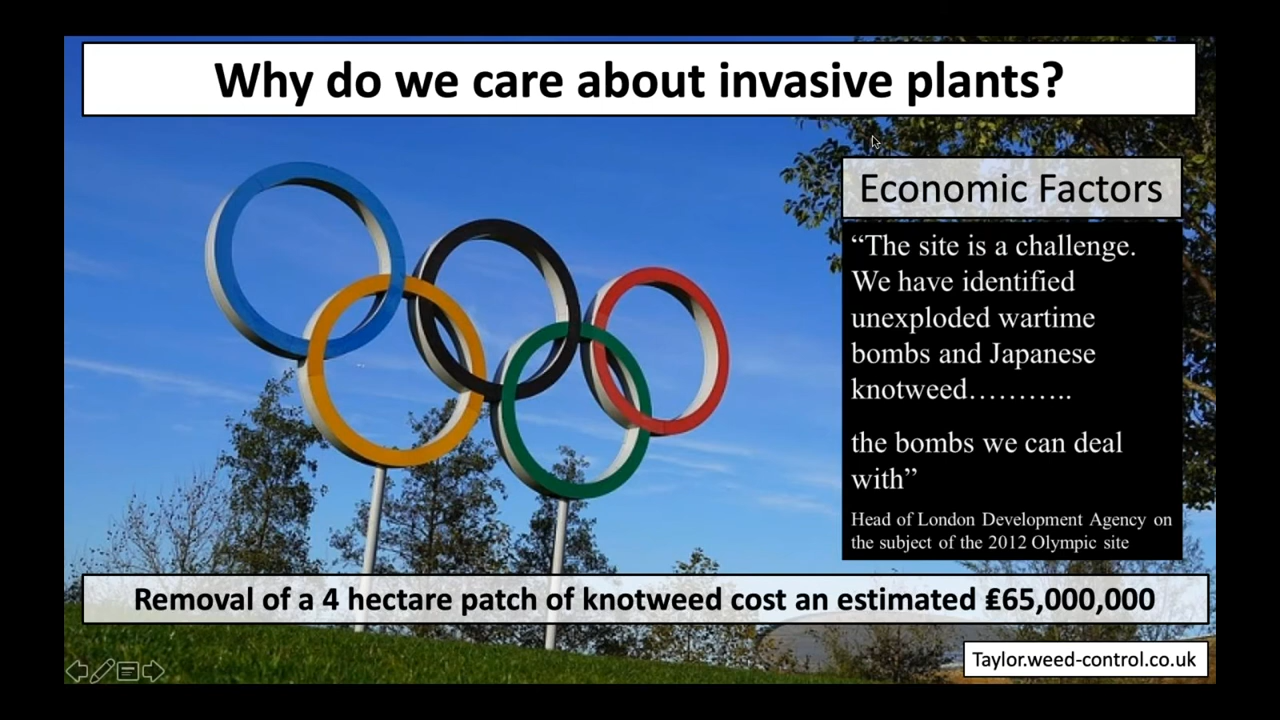 Why do we care about invasive plants?
Economic Factors
“The site is a challenge.
We have identified
unexploded wartime
bombs and Japanese
knotweed………..
the bombs we can deal
with”
Head of London Development Agency on
the subject of the 2012 Olympic site
Removal of a 4 hectare patch of knotweed cost an estimated ₤65,000,000
Taylor.weed-control.co.uk